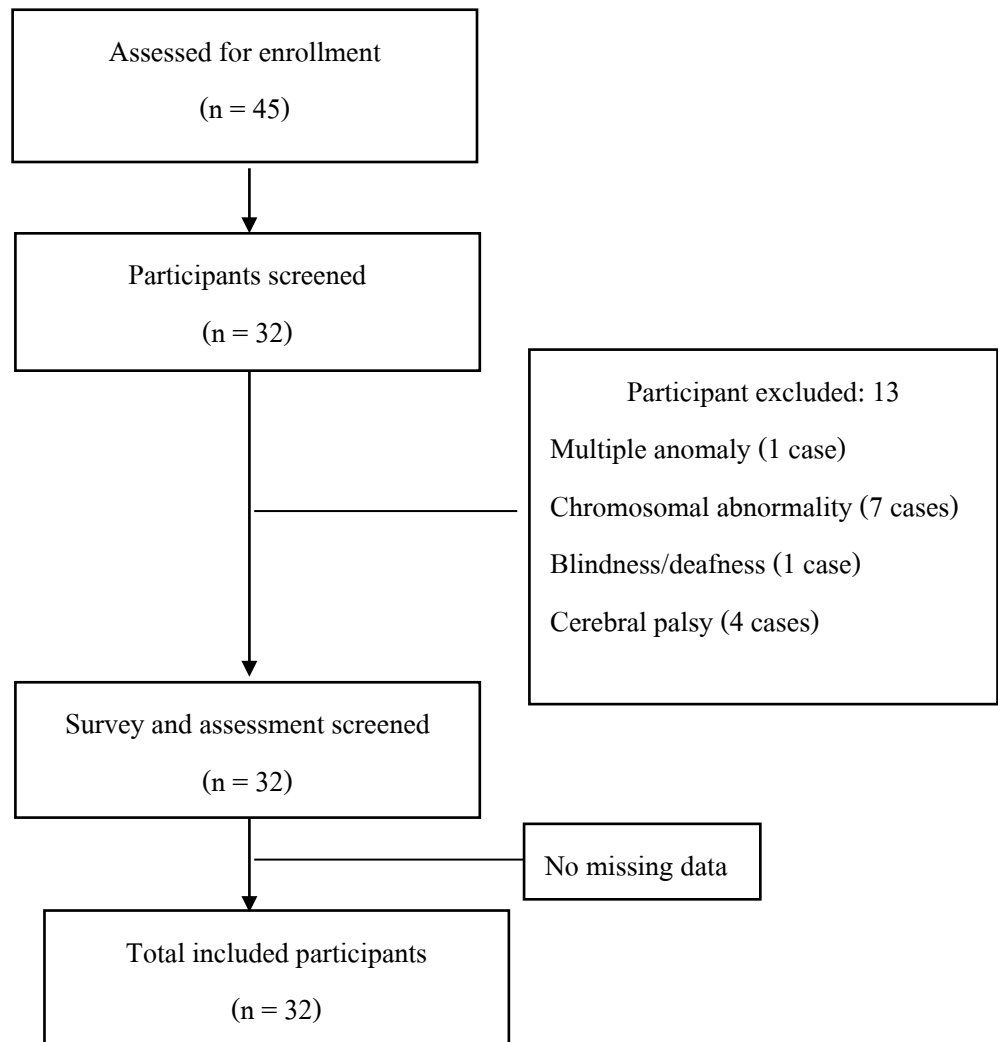 Assessed for enrollment
(n = 45)
Participants screened
(n = 32)
Participant excluded: 13
Multiple anomaly (1 case)
Chromosomal abnormality (7 cases)
Blindness/deafness (1 case)
Cerebral palsy (4 cases)
Survey and assessment screened
(n = 32)
No missing data
Total included participants
(n = 32)